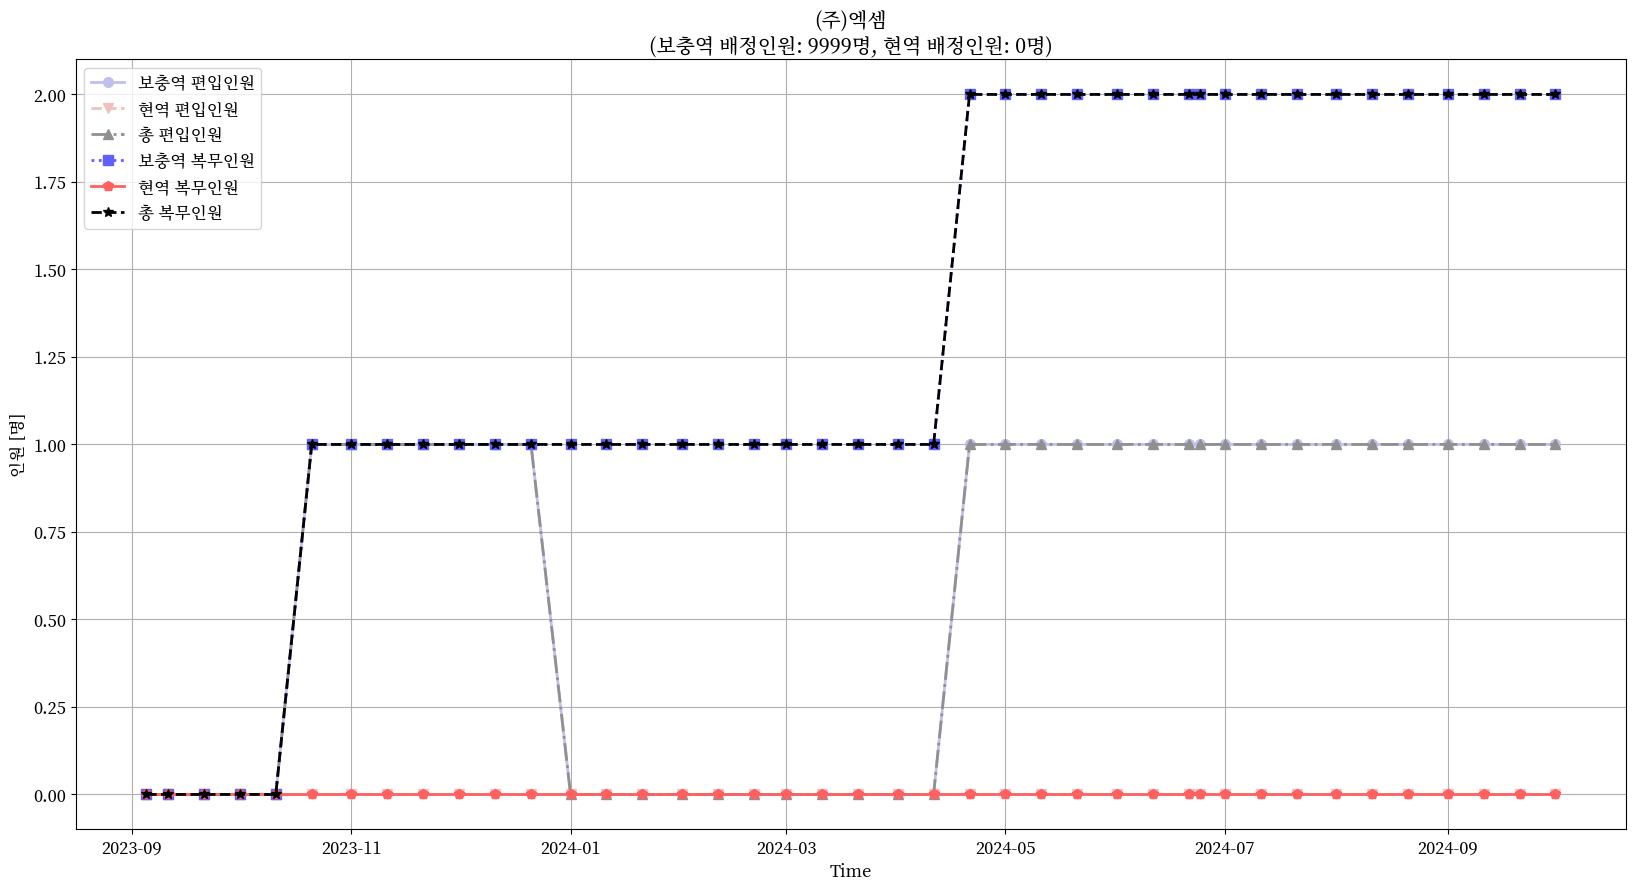 (주)엑셈
(보충역 배정인원: 9999명, 현역 배정인원: 0명)
보충역 편입인원
현역 편입인원
총 편입인원
보충역 복무인원
현역 복무인원
총 복무인원
2.00
1.75
1.50
1.25
1.00
0.75
0.50
0.25
0.00
인원 [명]
2023-09
2023-11
2024-01
2024-03
2024-05
2024-07
2024-09
Time